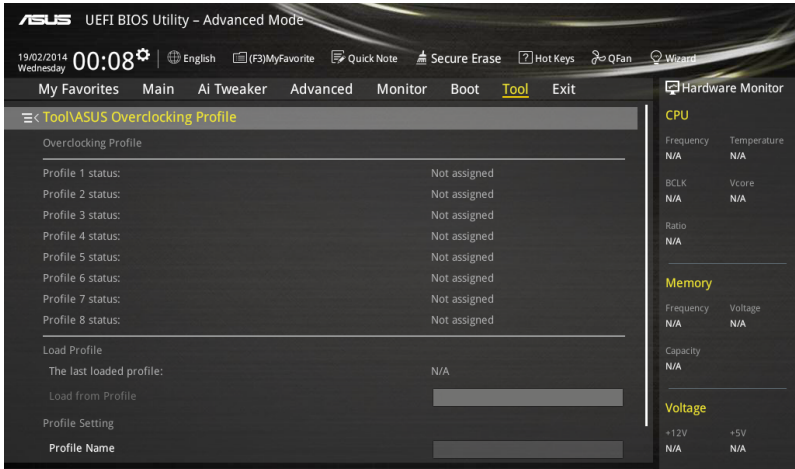 ASUS UEFI BIOS Utility – Advanced Mode
19/02/2014 Wednesday 00:08 English (F3)MyFavorite Quick Note Secure Erase ? Hot Keys QFan Wizard
My Favorites Main Ai Tweaker Advanced Monitor Boot Tool Exit
Tool\ASUS Overclocking Profile
Overclocking Profile
Profile 1 status: Not assigned
Profile 2 status: Not assigned
Profile 3 status: Not assigned
Profile 4 status: Not assigned
Profile 5 status: Not assigned
Profile 6 status: Not assigned
Profile 7 status: Not assigned
Profile 8 status: Not assigned
Load Profile
The last loaded profile: N/A
Load from Profile
Profile Setting
Profile Name
Hardware Monitor
CPU
Frequency Temperature
N/A N/A
BCLK Vcore
N/A N/A
Ratio
N/A
Memory
Frequency Voltage
N/A N/A
Capacity
N/A
Voltage
+12V +5V
N/A N/A